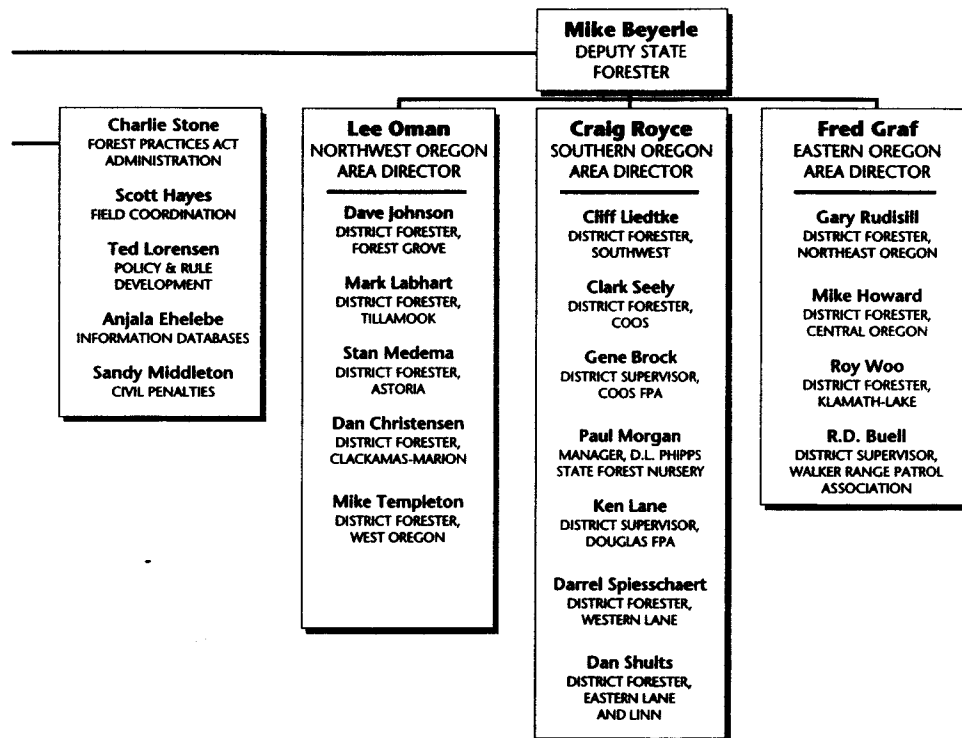 Mike Beyerle
DEPUTY STATE
FORESTER
Charlie Stone
FOREST PRACTICES ACT
ADMINISTRATION
Scott Hayes
FIELD COORDINATION
Ted Lorensen
POLICY & RULE
DEVELOPMENT
Anjala Ehelebe
INFORMATION DATABASES
Sandy Middleton
CIVIL PENALTIES
Lee Oman
NORTHWEST OREGON
AREA DIRECTOR
Dave Johnson
DISTRICT FORESTER,
FOREST GROVE
Mark Labhart
DISTRICT FORESTER,
TILLAMOOK
Stan Medema
DISTRICT FORESTER,
ASTORIA
Dan Christensen
DISTRICT FORESTER,
CLACKAMAS-MARION
Mike Templeton
DISTRICT FORESTER,
WEST OREGON
Craig Royce
SOUTHERN OREGON
AREA DIRECTOR
Cliff Liedtke
DISTRICT FORESTER,
SOUTHWEST
Clark Seely
DISTRICT FORESTER,
COOS
Gene Brock
DISTRICT SUPERVISOR,
COOS FPA
Paul Morgan
MANAGER, D.L. PHIPPS
STATE FOREST NURSERY
Ken Lane
DISTRICT SUPERVISOR,
DOUGLAS FPA
Darrel Spiesschaert
DISTRICT FORESTER,
WESTERN LANE
Dan Shults
DISTRICT FORESTER,
EASTERN LANE
AND LINN
Fred Graf
EASTERN OREGON
AREA DIRECTOR
Gary Rudisill
DISTRICT FORESTER,
NORTHEAST OREGON
Mike Howard
DISTRICT FORESTER,
CENTRAL OREGON
Roy Woo
DISTRICT FORESTER,
KLAMATH-LAKE
R.D. Buell
DISTRICT SUPERVISOR,
WALKER RANGE PATROL
ASSOCIATION